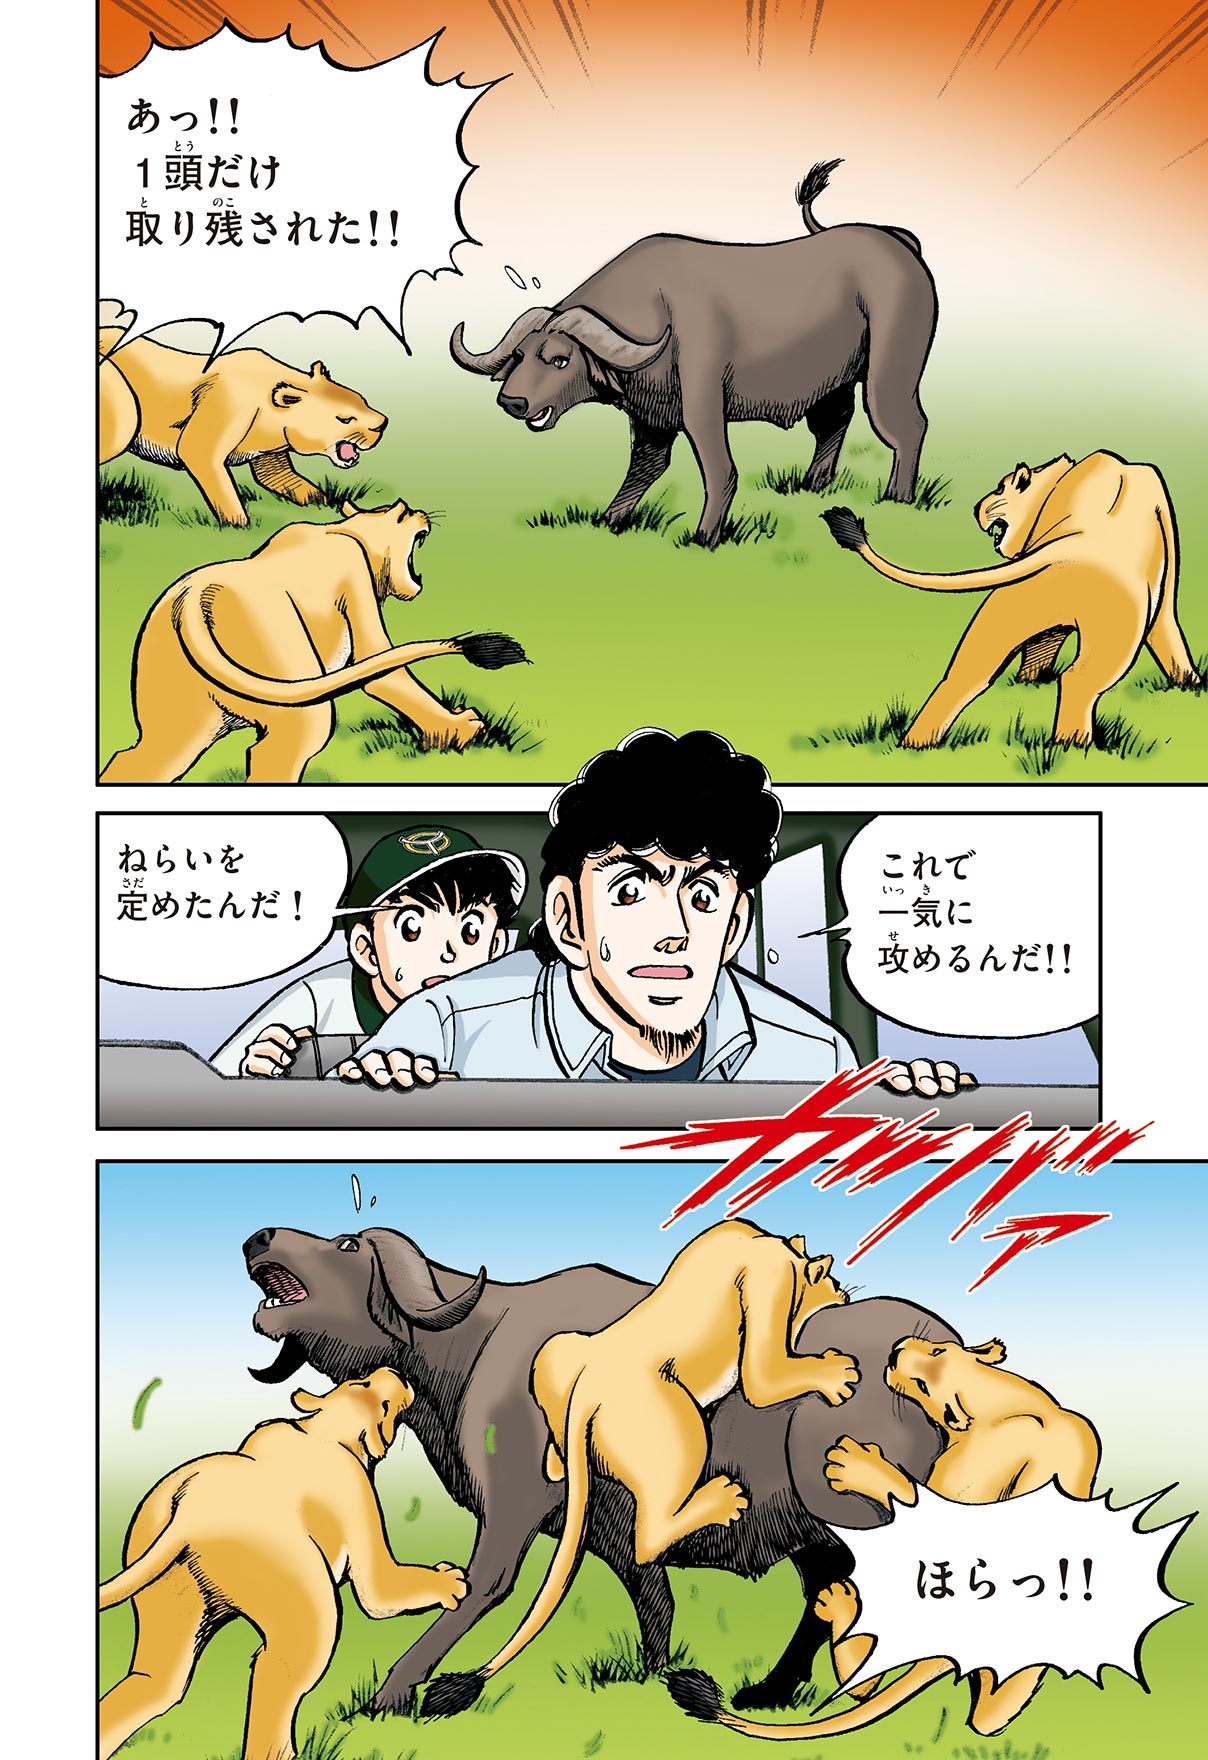 あっ!!
1頭だけ
取り残された!!
これで
一気に
攻めるんだ!!
ねらいを
定めたんだ!
ガバァ
ほらっ!!